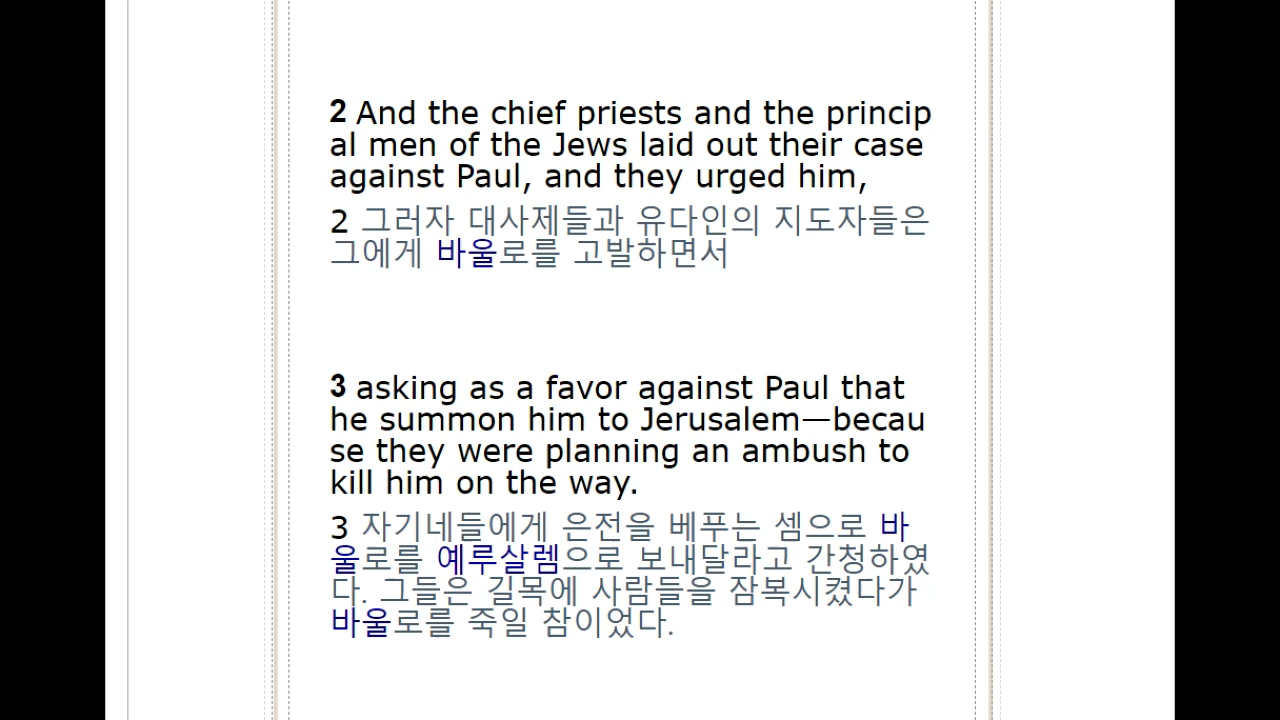 2 And the chief priests and the princip
al men of the Jews laid out their case
against Paul, and they urged him,
2 그러자 대사제들과 유다인의 지도자들은
그에게 바울로를 고발하면서
3 asking as a favor against Paul that
he summon him to Jerusalem—becau
se they were planning an ambush to
kill him on the way.
3 자기네들에게 은전을 베푸는 셈으로 바
울로를 예루살렘으로 보내달라고 간청하였
다. 그들은 길목에 사람들을 잠복시켰다가
바울로를 죽일 참이었다.